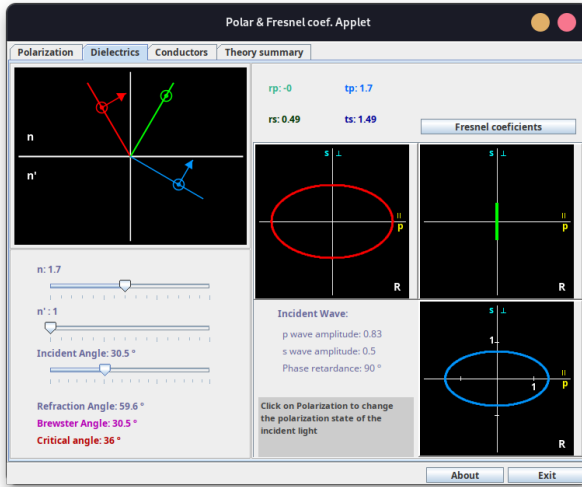 Polar & Fresnel coef. Applet
Polarization Dielectrics Conductors Theory summary
n
n'
rp: -0 tp: 1.7
rs: 0.49 ts: 1.49
Fresnel coeficients
s ⊥
=
p
R
s ⊥
=
p
R
n: 1.7
n' : 1
Incident Angle: 30.5 °
Refraction Angle: 59.6 °
Brewster Angle: 30.5 °
Critical angle: 36 °
Incident Wave:
p wave amplitude: 0.83
s wave amplitude: 0.5
Phase retardance: 90 °
Click on Polarization to change
the polarization state of the
incident light
s ⊥
1
=
p
1
R
About Exit